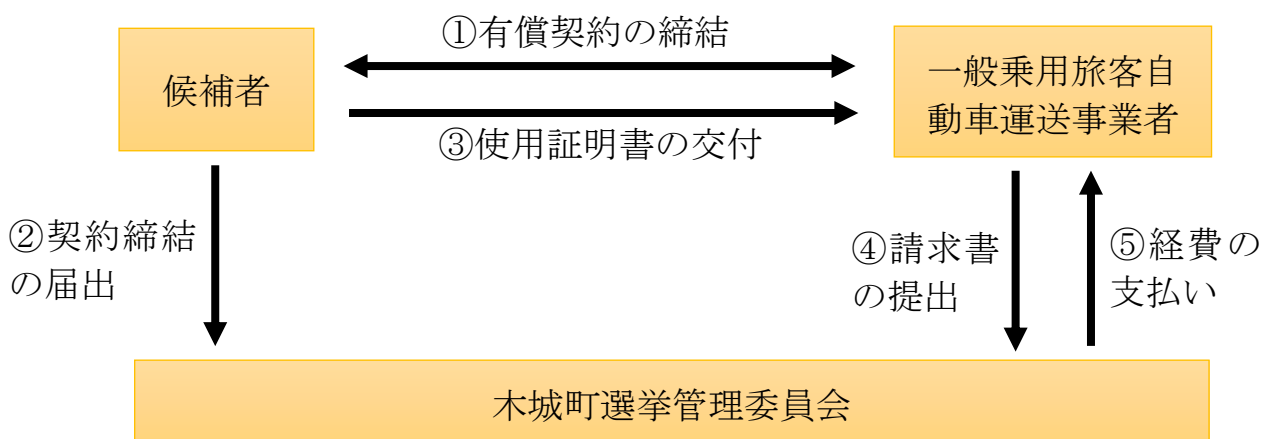 ①有償契約の締結
候補者
一般乗用旅客自
動車運送事業者
③使用証明書の交付
②契約締結
の届出
④請求書
の提出
⑤経費の
支払い
木城町選挙管理委員会